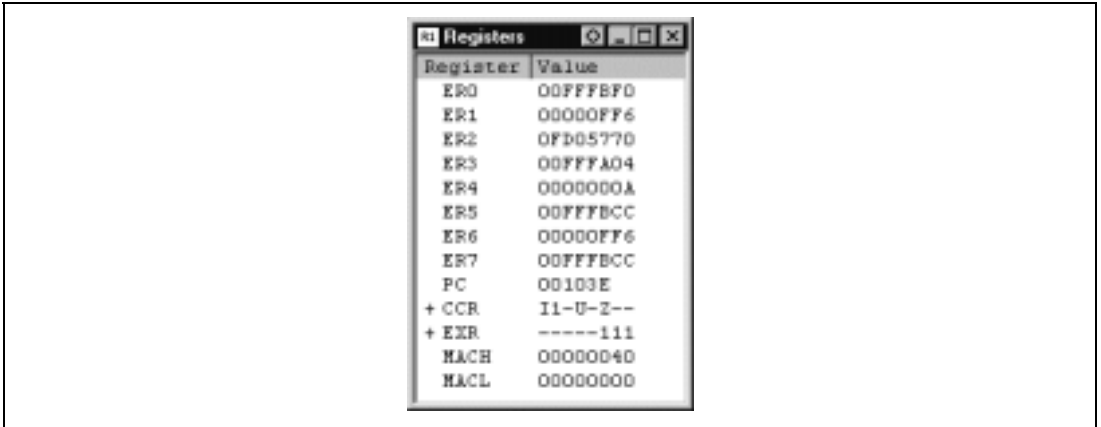 Registers
Register Value
ER0 00FFFBF0
ER1 00000FF6
ER2 0FD05770
ER3 00FFFA04
ER4 0000000A
ER5 00FFFBCC
ER6 00000FF6
ER7 00FFFBCC
PC 00103E
+ CCR I1-U-Z--
+ EXR -----111
MACH 00000040
MACL 00000000